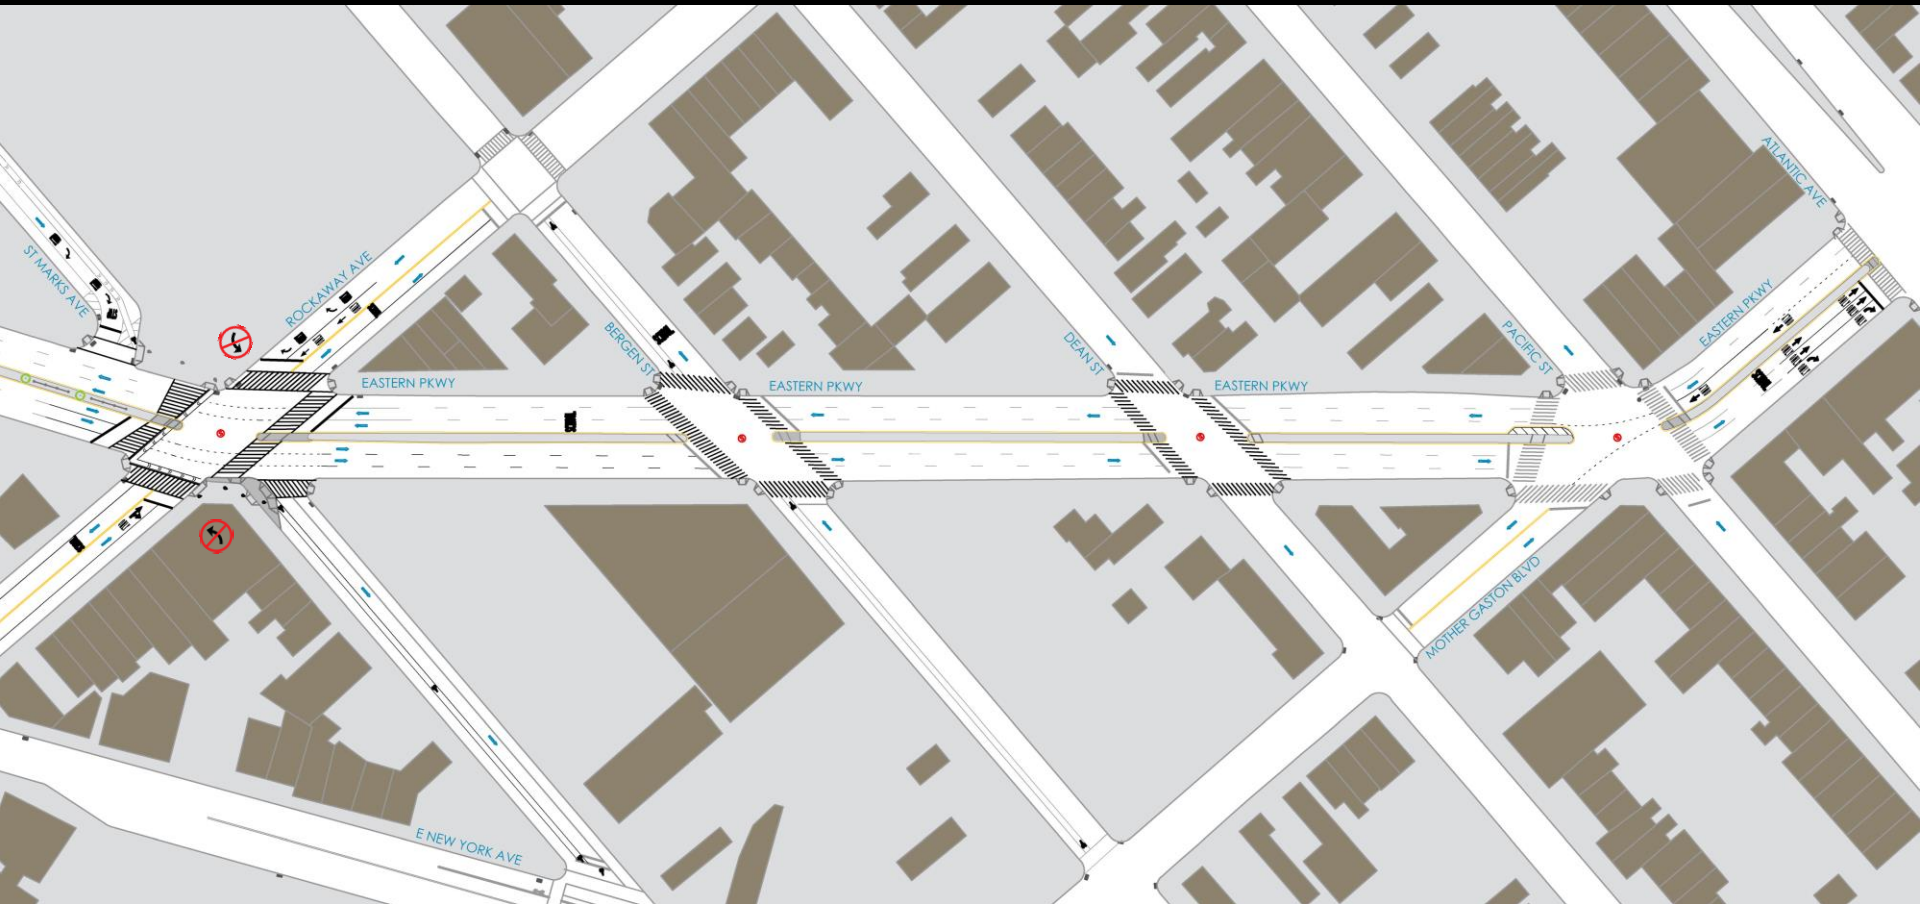 ATLANTIC AVE
ST MARKS AVE
ROCKAWAY AVE
EASTERN PKWY
BERGEN ST
EASTERN PKWY
DEAN ST
EASTERN PKWY
PACIFIC ST
EASTERN PKWY
MOTHER GASTON BLVD
E NEW YORK AVE